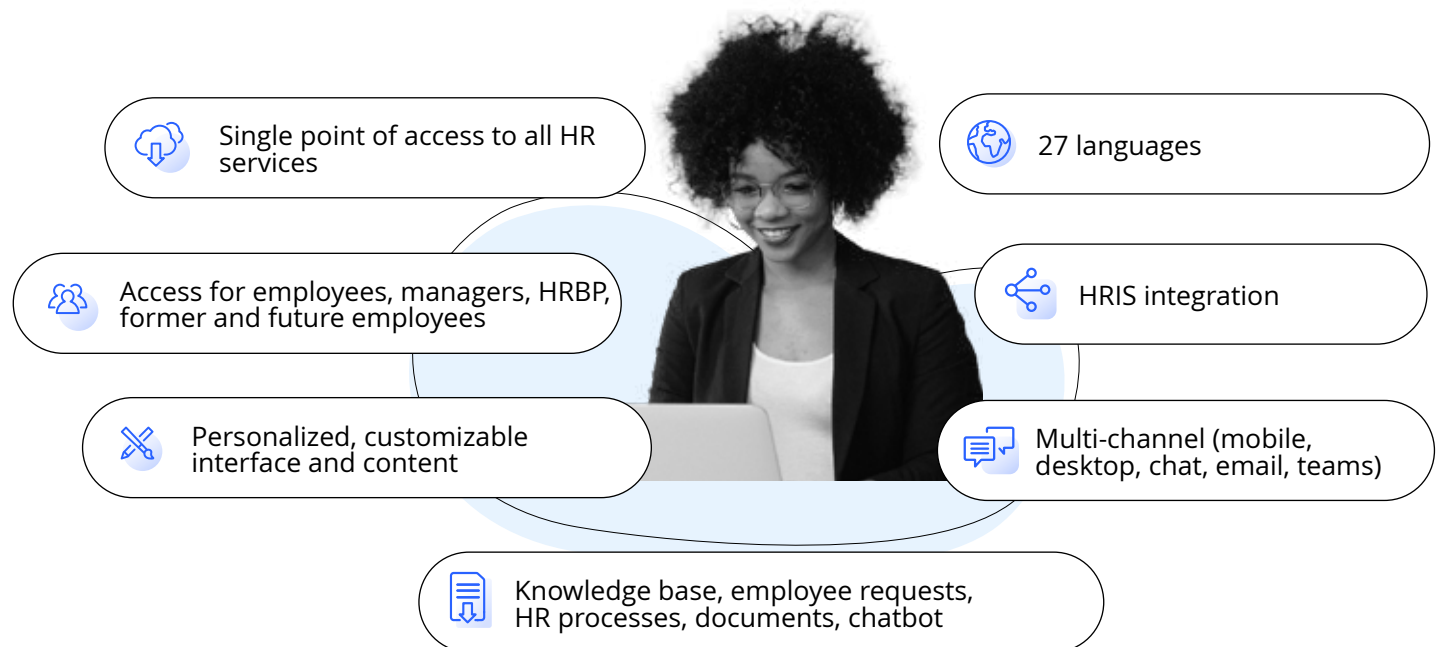 Single point of access to all HR
services
27 languages
Access for employees, managers, HRBP,
former and future employees
HRIS integration
Personalized, customizable
interface and content
Multi-channel (mobile,
desktop, chat, email, teams)
Knowledge base, employee requests,
HR processes, documents, chatbot